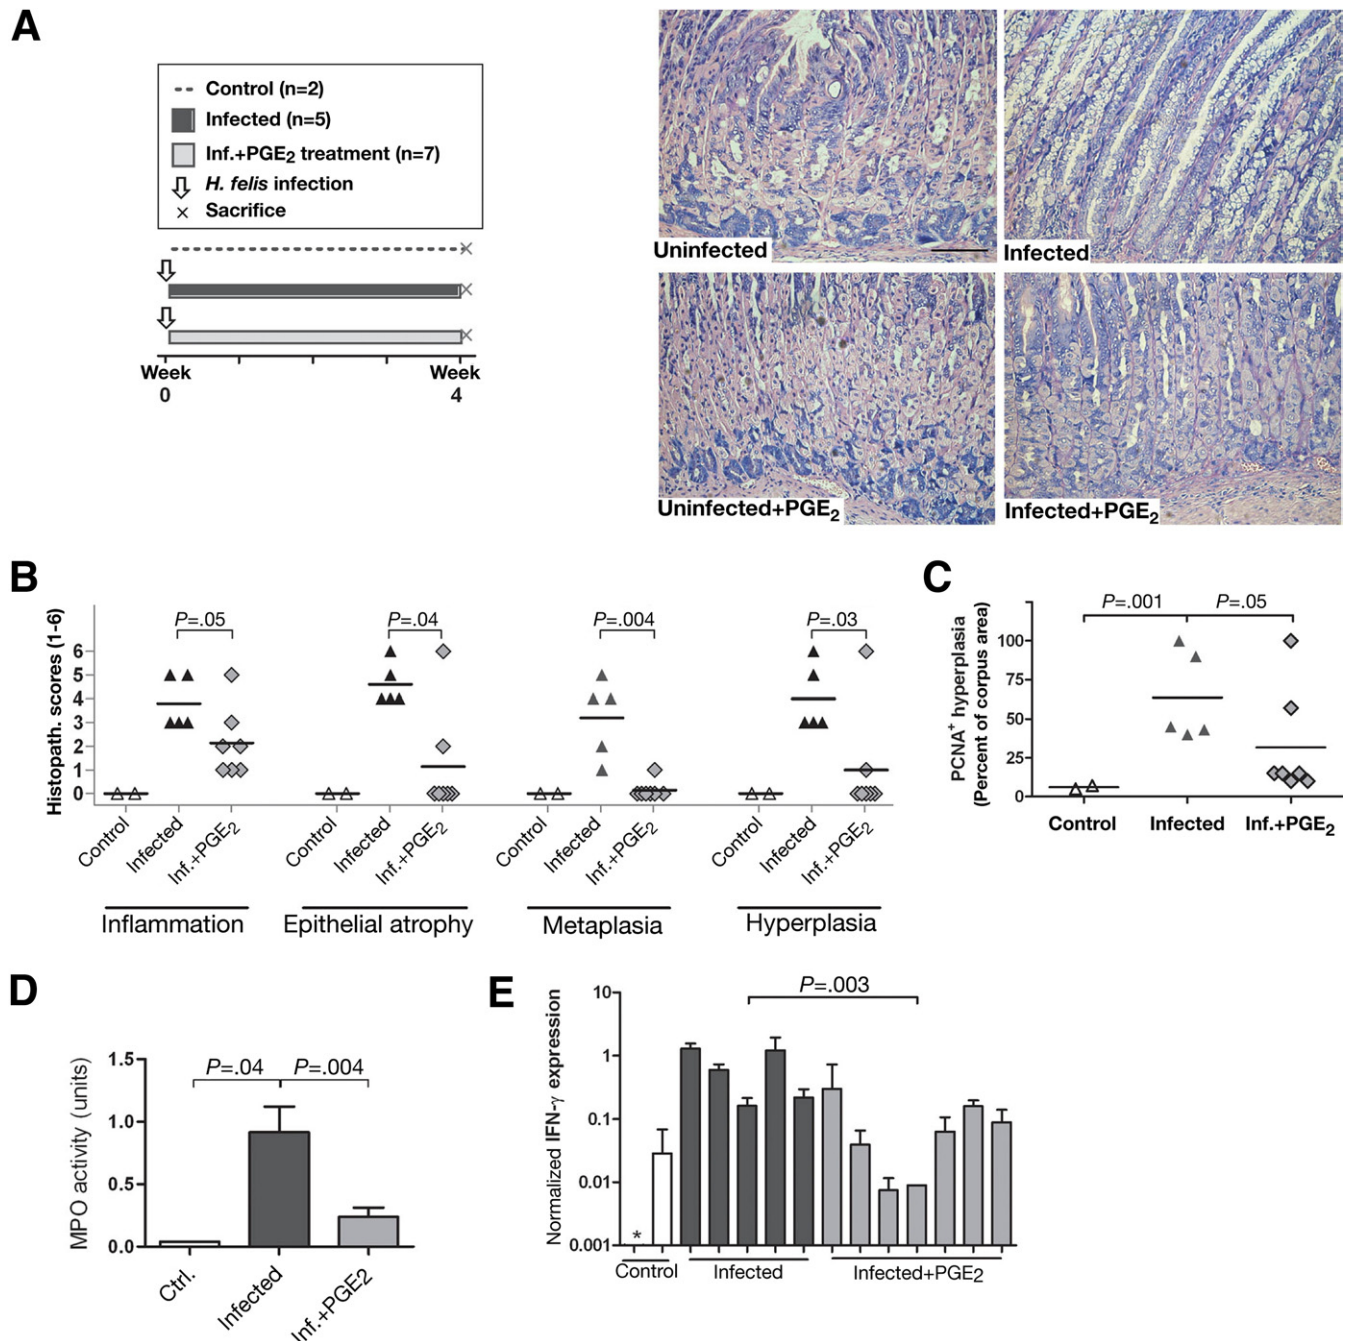 A
Control (n=2)
Infected (n=5)
Inf.+PGE2 treatment (n=7)
H. felis infection
Sacrifice
Week Week
0 4
Uninfected
Infected
Uninfected+PGE2
Infected+PGE2
B
Histopath. scores (1-6)
6
5
4
3
2
1
0
P=.05
P=.04
P=.004
P=.03
Control
Infected
Inf.+PGE2
Control
Infected
Inf.+PGE2
Control
Infected
Inf.+PGE2
Control
Infected
Inf.+PGE2
Inflammation
Epithelial atrophy
Metaplasia
Hyperplasia
C
PCNA+ hyperplasia
(Percent of corpus area)
100
75
50
25
0
P=.001
P=.05
Control
Infected
Inf.+PGE2
D
MPO activity (units)
1.5
1.0
0.5
0.0
P=.04
P=.004
Ctrl.
Infected
Inf.+PGE2
E
Normalized IFN-γ expression
10
1
0.1
0.01
0.001
P=.003
*
Control
Infected
Infected+PGE2